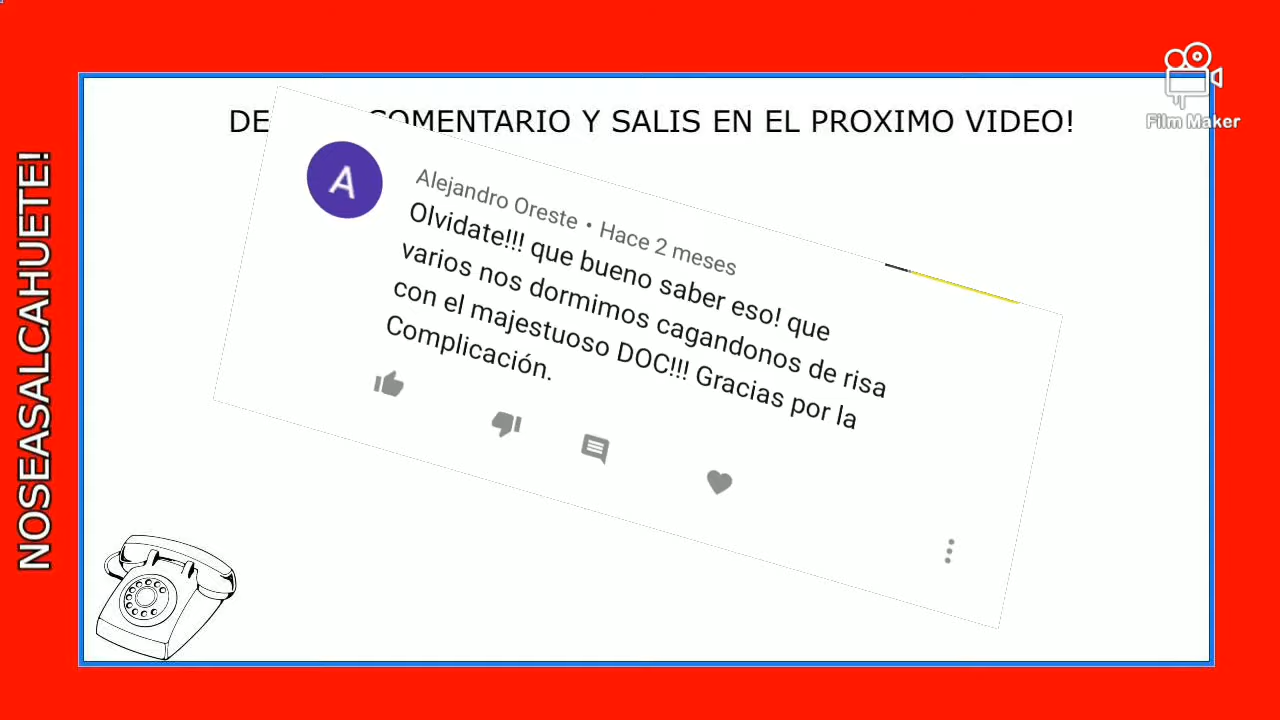 DE COMENTARIO Y SALIS EN EL PROXIMO VIDEO!
Film Maker
NOSEASALCAHUETE!
A
Alejandro Oreste • Hace 2 meses
Olvidate!!! que bueno saber eso! que
varios nos dormimos cagandonos de risa
con el majestuoso DOC!!! Gracias por la
Complicación.